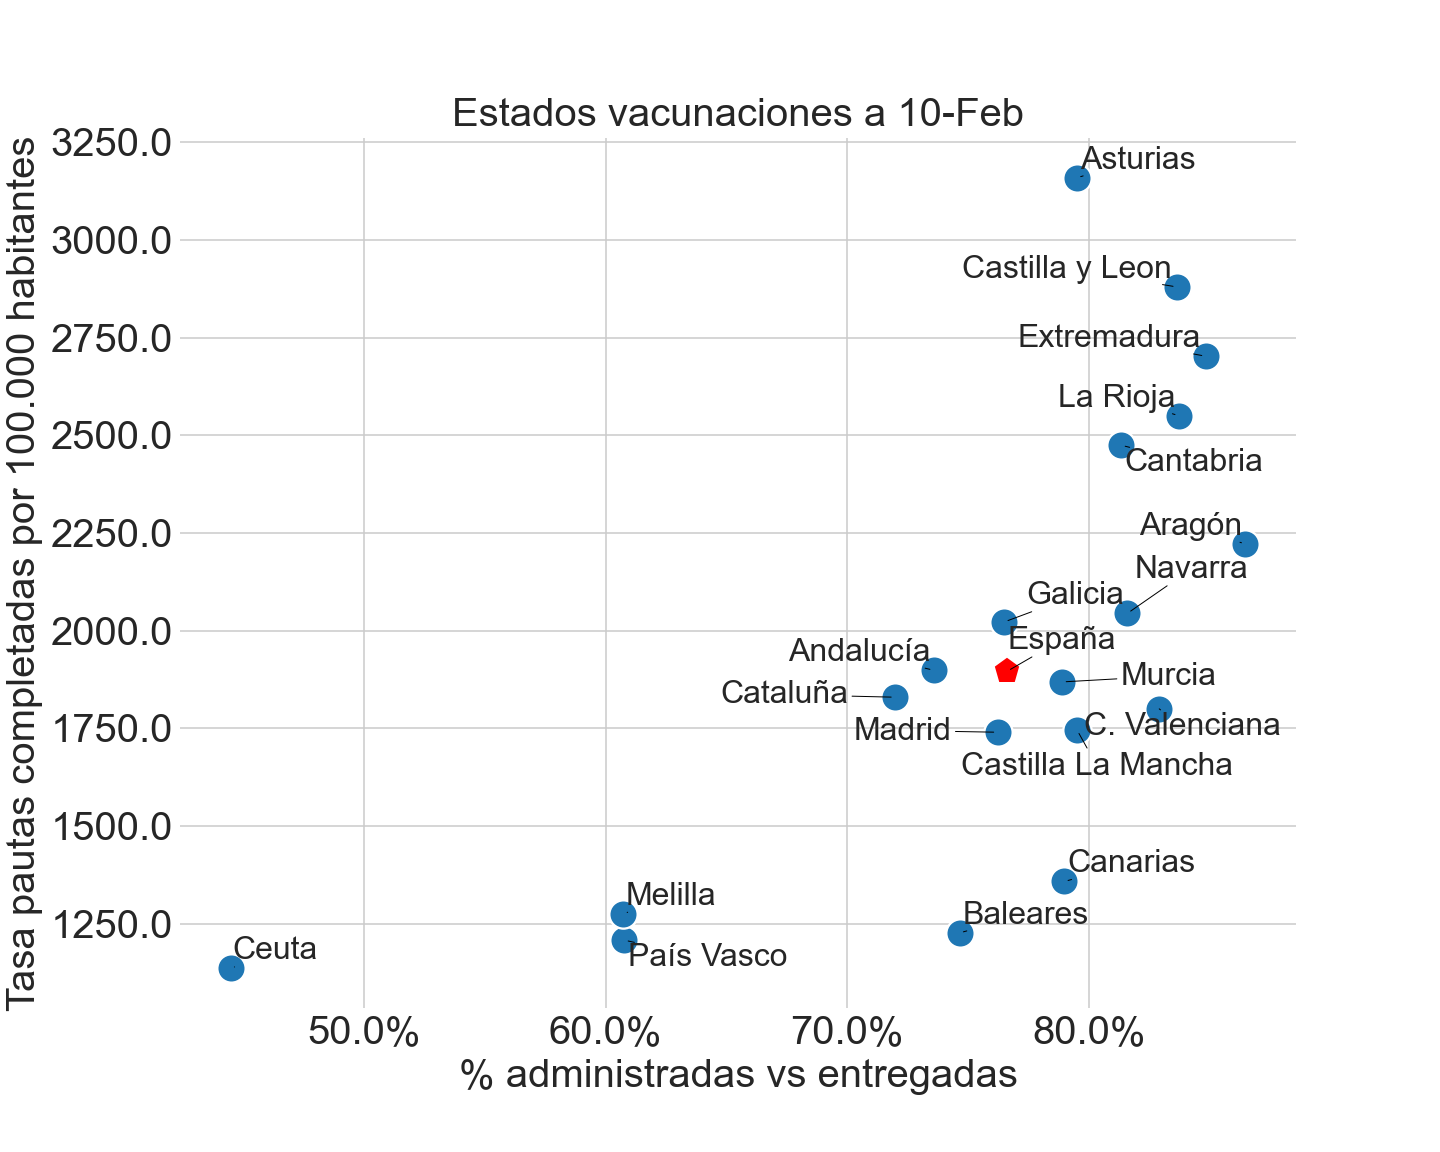 Estados vacunaciones a 10-Feb
Tasa pautas completadas por 100.000 habitantes
3250.0
3000.0
2750.0
2500.0
2250.0
2000.0
1750.0
1500.0
1250.0
Asturias
Castilla y Leon
Extremadura
La Rioja
Cantabria
Aragón
Navarra
Galicia
España
Andalucía
Murcia
Cataluña
C. Valenciana
Madrid
Castilla La Mancha
Canarias
Melilla
Baleares
Ceuta
País Vasco
50.0%
60.0%
70.0%
80.0%
% administradas vs entregadas